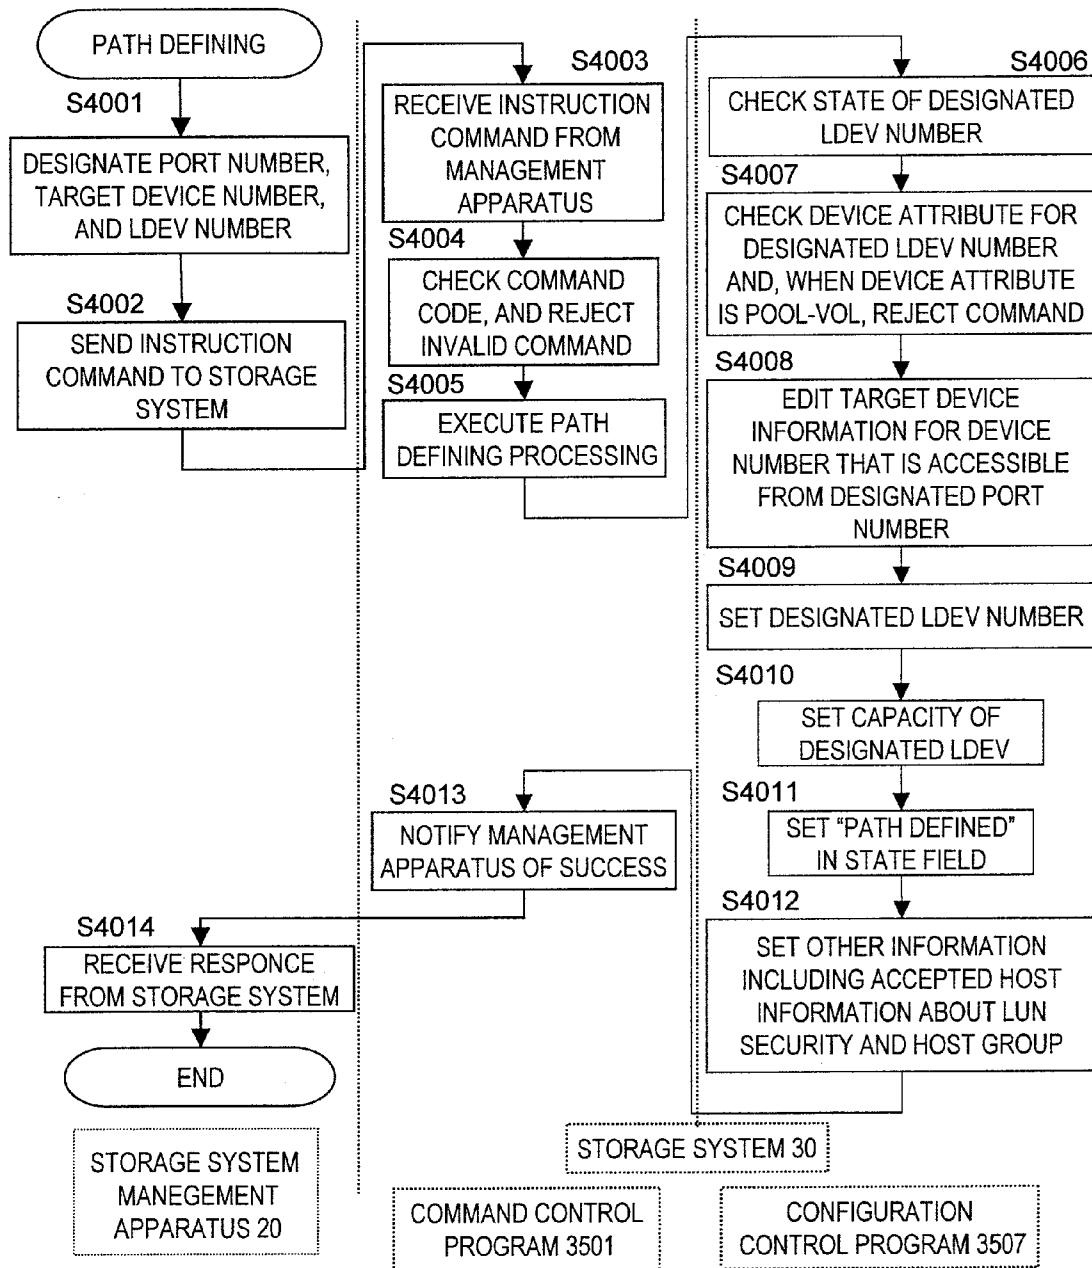 PATH DEFINING
S4001
DESIGNATE PORT NUMBER,
TARGET DEVICE NUMBER,
AND LDEV NUMBER
S4002
SEND INSTRUCTION
COMMAND TO STORAGE
SYSTEM
S4003
RECEIVE INSTRUCTION
COMMAND FROM
MANAGEMENT
APPARATUS
S4004
CHECK COMMAND
CODE, AND REJECT
INVALID COMMAND
S4005
EXECUTE PATH
DEFINING PROCESSING
S4006
CHECK STATE OF DESIGNATED
LDEV NUMBER
S4007
CHECK DEVICE ATTRIBUTE FOR
DESIGNATED LDEV NUMBER
AND, WHEN DEVICE ATTRIBUTE
IS POOL-VOL, REJECT COMMAND
S4008
EDIT TARGET DEVICE
INFORMATION FOR DEVICE
NUMBER THAT IS ACCESSIBLE
FROM DESIGNATED PORT
NUMBER
S4009
SET DESIGNATED LDEV NUMBER
S4010
SET CAPACITY OF
DESIGNATED LDEV
S4011
SET "PATH DEFINED"
IN STATE FIELD
S4012
SET OTHER INFORMATION
INCLUDING ACCEPTED HOST
INFORMATION ABOUT LUN
SECURITY AND HOST GROUP
S4013
NOTIFY MANAGEMENT
APPARATUS OF SUCCESS
S4014
RECEIVE RESPONCE
FROM STORAGE SYSTEM
END
STORAGE SYSTEM
MANEGEMENT
APPARATUS 20
STORAGE SYSTEM 30
COMMAND CONTROL
PROGRAM 3501
CONFIGURATION
CONTROL PROGRAM 3507